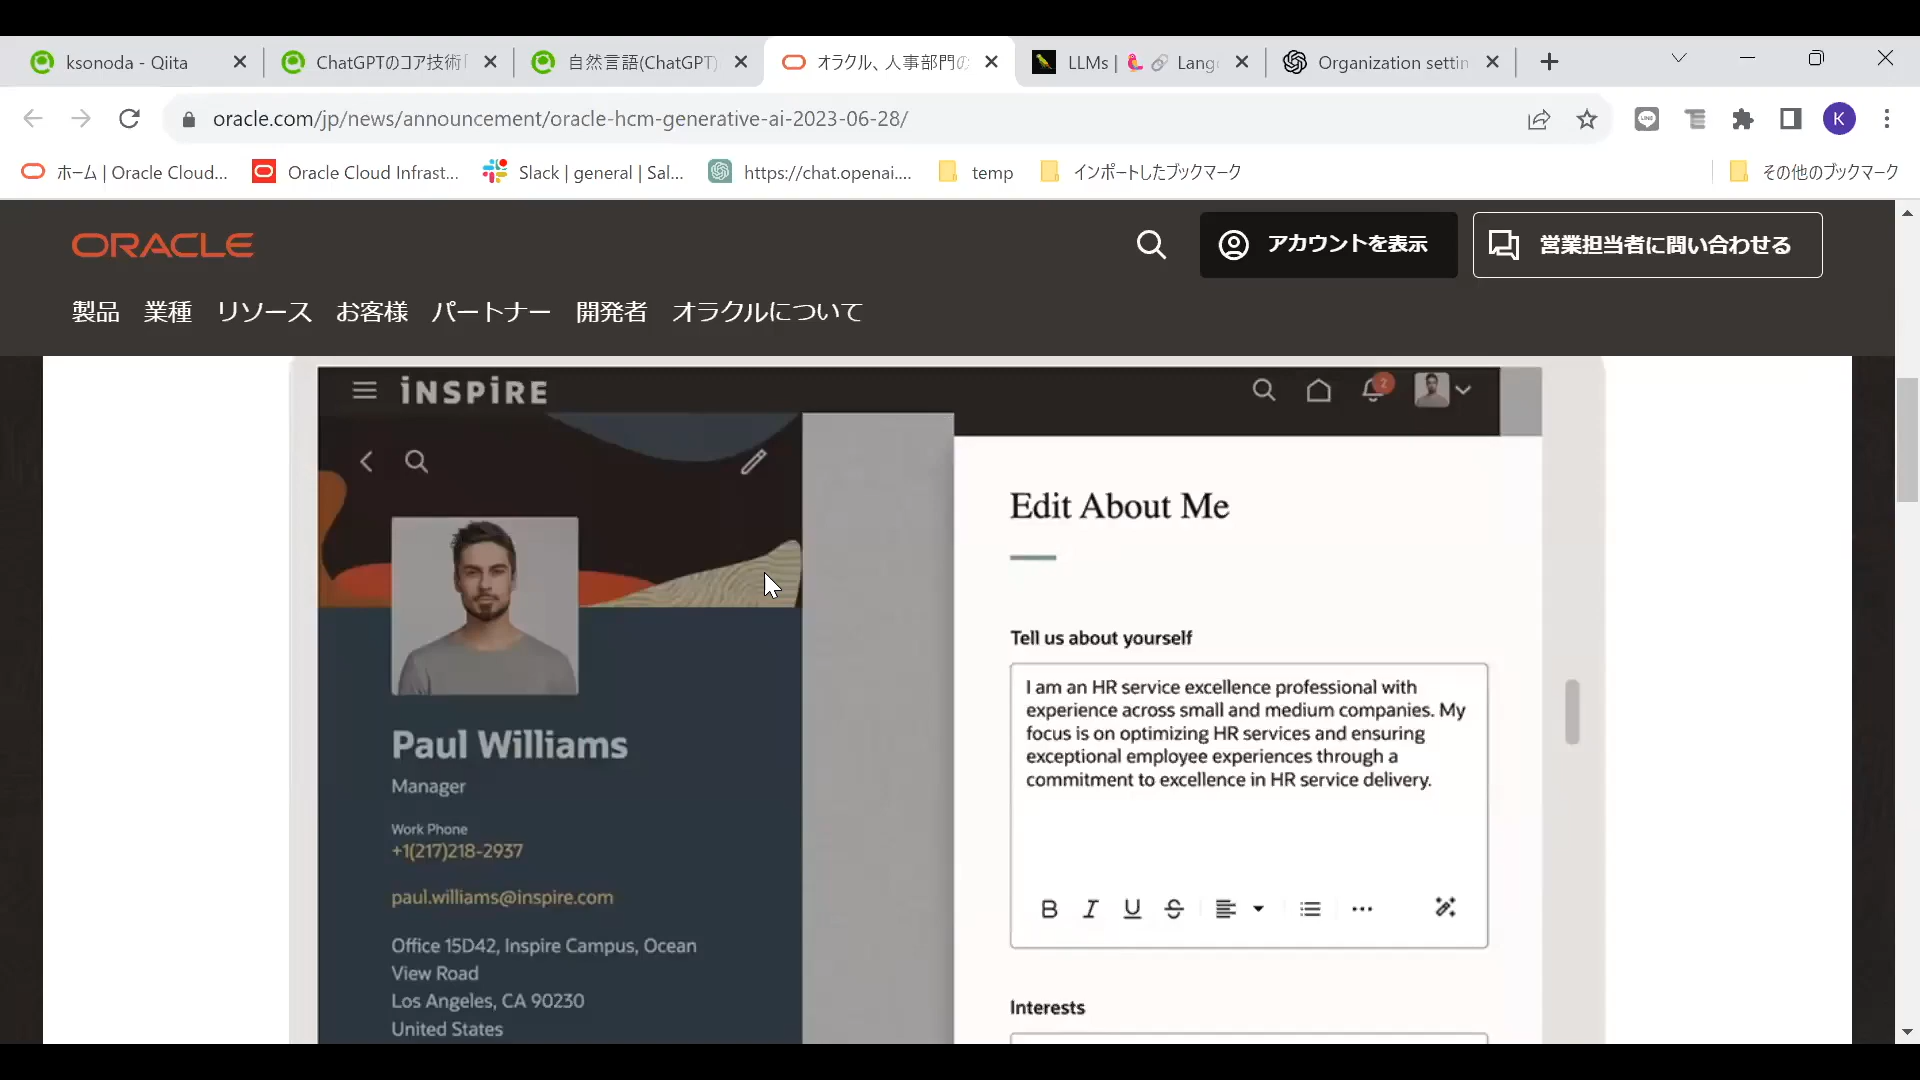 ksonoda - Qiita
ChatGPTのコア技術「
自然言語(ChatGPT)
オラクル、人事部門の
LLMs | 🦜️🔗 Lang
Organization settin
oracle.com/jp/news/announcement/oracle-hcm-generative-ai-2023-06-28/
K
ホーム | Oracle Cloud...
Oracle Cloud Infrast...
Slack | general | Sal...
https://chat.openai....
temp
インポートしたブックマーク
その他のブックマーク
ORACLE
アカウントを表示
営業担当者に問い合わせる
製品 業種 リソース お客様 パートナー 開発者 オラクルについて
iNSPiRE
2
Edit About Me
Tell us about yourself
I am an HR service excellence professional with
experience across small and medium companies. My
focus is on optimizing HR services and ensuring
exceptional employee experiences through a
commitment to excellence in HR service delivery.
B I U S
Interests
Paul Williams
Manager
Work Phone
+1(217)218-2937
paul.williams@inspire.com
Office 15D42, Inspire Campus, Ocean
View Road
Los Angeles, CA 90230
United States